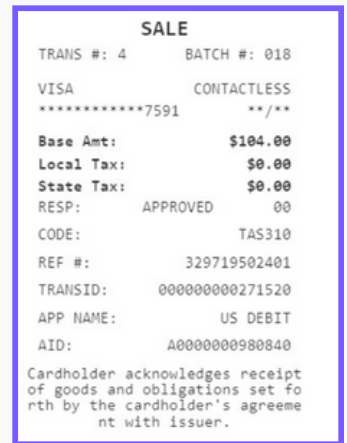 SALE
TRANS #: 4 BATCH #: 018
VISA CONTACTLESS
************7591 **/**
Base Amt: $104.00
Local Tax: $0.00
State Tax: $0.00
RESP: APPROVED 00
CODE: TAS310
REF #: 329719502401
TRANSID: 000000000271520
APP NAME: US DEBIT
AID: A0000000980840
Cardholder acknowledges receipt
of goods and obligations set fo
rth by the cardholder's agreeme
nt with issuer.